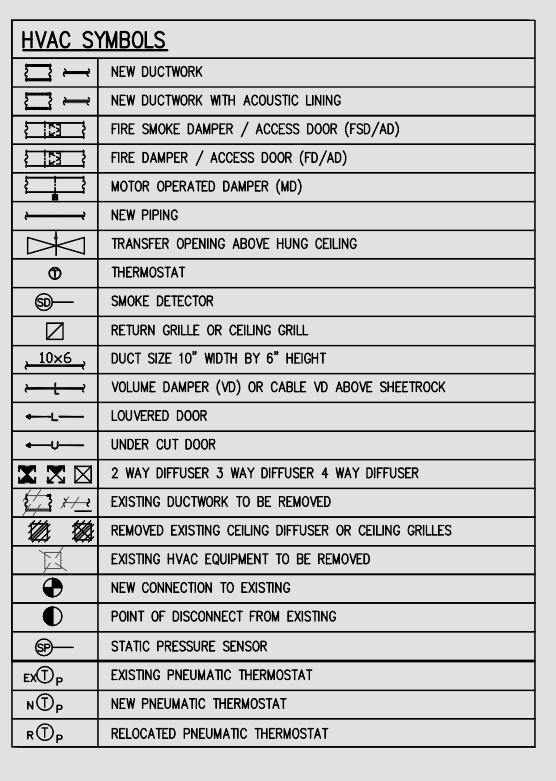 HVAC SYMBOLS
NEW DUCTWORK
NEW DUCTWORK WITH ACOUSTIC LINING
FIRE SMOKE DAMPER / ACCESS DOOR (FSD/AD)
FIRE DAMPER / ACCESS DOOR (FD/AD)
MOTOR OPERATED DAMPER (MD)
NEW PIPING
TRANSFER OPENING ABOVE HUNG CEILING
T THERMOSTAT
SD SMOKE DETECTOR
RETURN GRILLE OR CEILING GRILL
10x6 DUCT SIZE 10" WIDTH BY 6" HEIGHT
L VOLUME DAMPER (VD) OR CABLE VD ABOVE SHEETROCK
L LOUVERED DOOR
U UNDER CUT DOOR
2 WAY DIFFUSER 3 WAY DIFFUSER 4 WAY DIFFUSER
EXISTING DUCTWORK TO BE REMOVED
REMOVED EXISTING CEILING DIFFUSER OR CEILING GRILLES
EXISTING HVAC EQUIPMENT TO BE REMOVED
NEW CONNECTION TO EXISTING
POINT OF DISCONNECT FROM EXISTING
SP STATIC PRESSURE SENSOR
EX T P EXISTING PNEUMATIC THERMOSTAT
N T P NEW PNEUMATIC THERMOSTAT
R T P RELOCATED PNEUMATIC THERMOSTAT